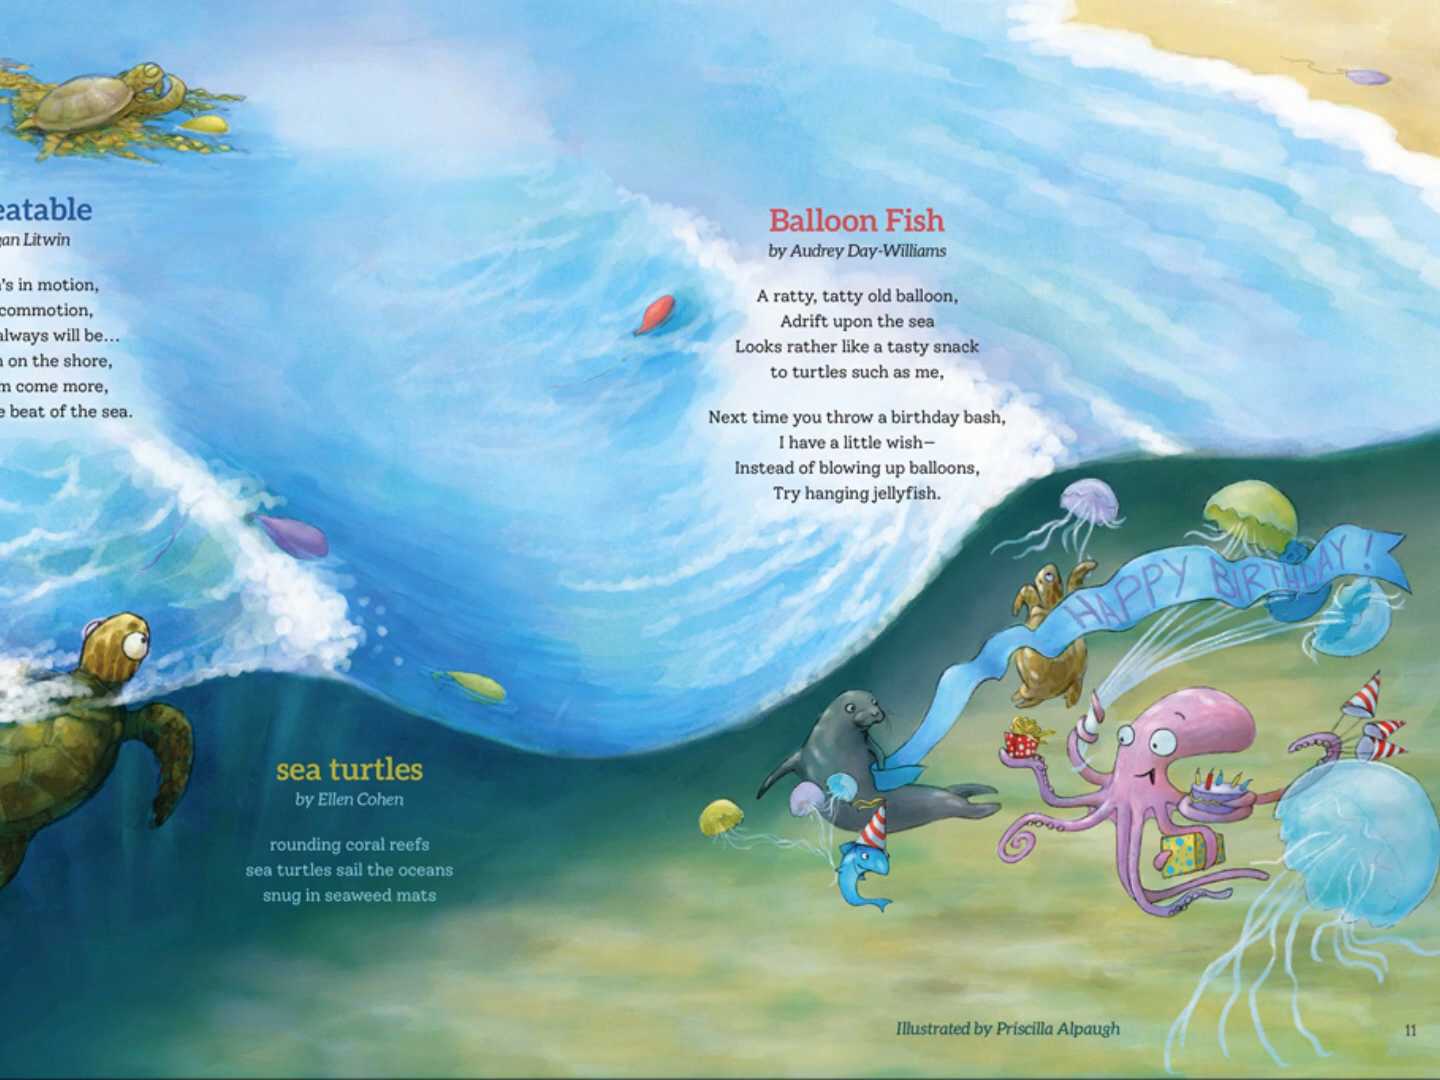 eatable
gan Litwin
's in motion,
commotion,
always will be...
on the shore,
come more,
beat of the sea.
Balloon Fish
by Audrey Day-Williams
A ratty, tatty old balloon,
Adrift upon the sea
Looks rather like a tasty snack
to turtles such as me,
Next time you throw a birthday bash,
I have a little wish—
Instead of blowing up balloons,
Try hanging jellyfish.
HAPPY BIRTHDAY!
sea turtles
by Ellen Cohen
rounding coral reefs
sea turtles sail the oceans
snug in seaweed mats
Illustrated by Priscilla Alpaugh
11